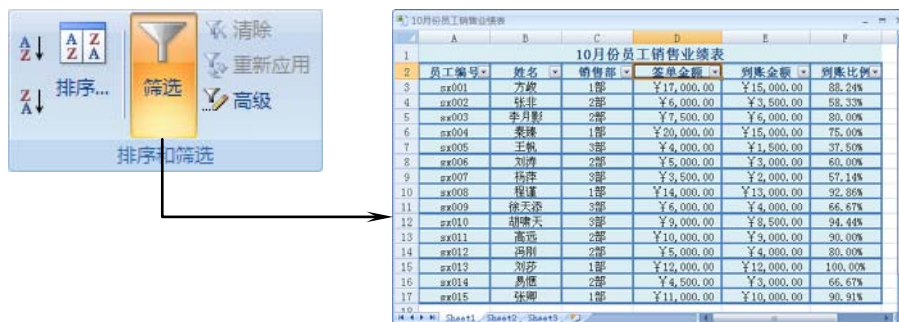 清除
重新应用
高级
排序...
筛选
排序和筛选
10月份员工销售业绩表
A B C D E F
1 10月份员工销售业绩表
2 员工编号 姓名 销售部 签单金额 到账金额 到账比例
3 sx001 方峻 1部 ¥17,000.00 ¥15,000.00 88.24%
4 sx002 张非 2部 ¥6,000.00 ¥3,500.00 58.33%
5 sx003 李月影 2部 ¥7,500.00 ¥6,000.00 80.00%
6 sx004 秦臻 1部 ¥20,000.00 ¥15,000.00 75.00%
7 sx005 王帆 3部 ¥4,000.00 ¥1,500.00 37.50%
8 sx006 刘涛 2部 ¥5,000.00 ¥3,000.00 60.00%
9 sx007 杨萍 3部 ¥3,500.00 ¥2,000.00 57.14%
10 sx008 程谨 1部 ¥14,000.00 ¥13,000.00 92.86%
11 sx009 徐天添 3部 ¥6,000.00 ¥4,000.00 66.67%
12 sx010 胡啸天 3部 ¥9,000.00 ¥8,500.00 94.44%
13 sx011 高远 2部 ¥10,000.00 ¥9,000.00 90.00%
14 sx012 冯刚 2部 ¥5,000.00 ¥4,000.00 80.00%
15 sx013 刘莎 1部 ¥12,000.00 ¥12,000.00 100.00%
16 sx014 2部 ¥4,500.00 ¥3,000.00 66.67%
17 sx015 张卿 1部 ¥11,000.00 ¥10,000.00 90.91%
Sheet1 Sheet2 Sheet3